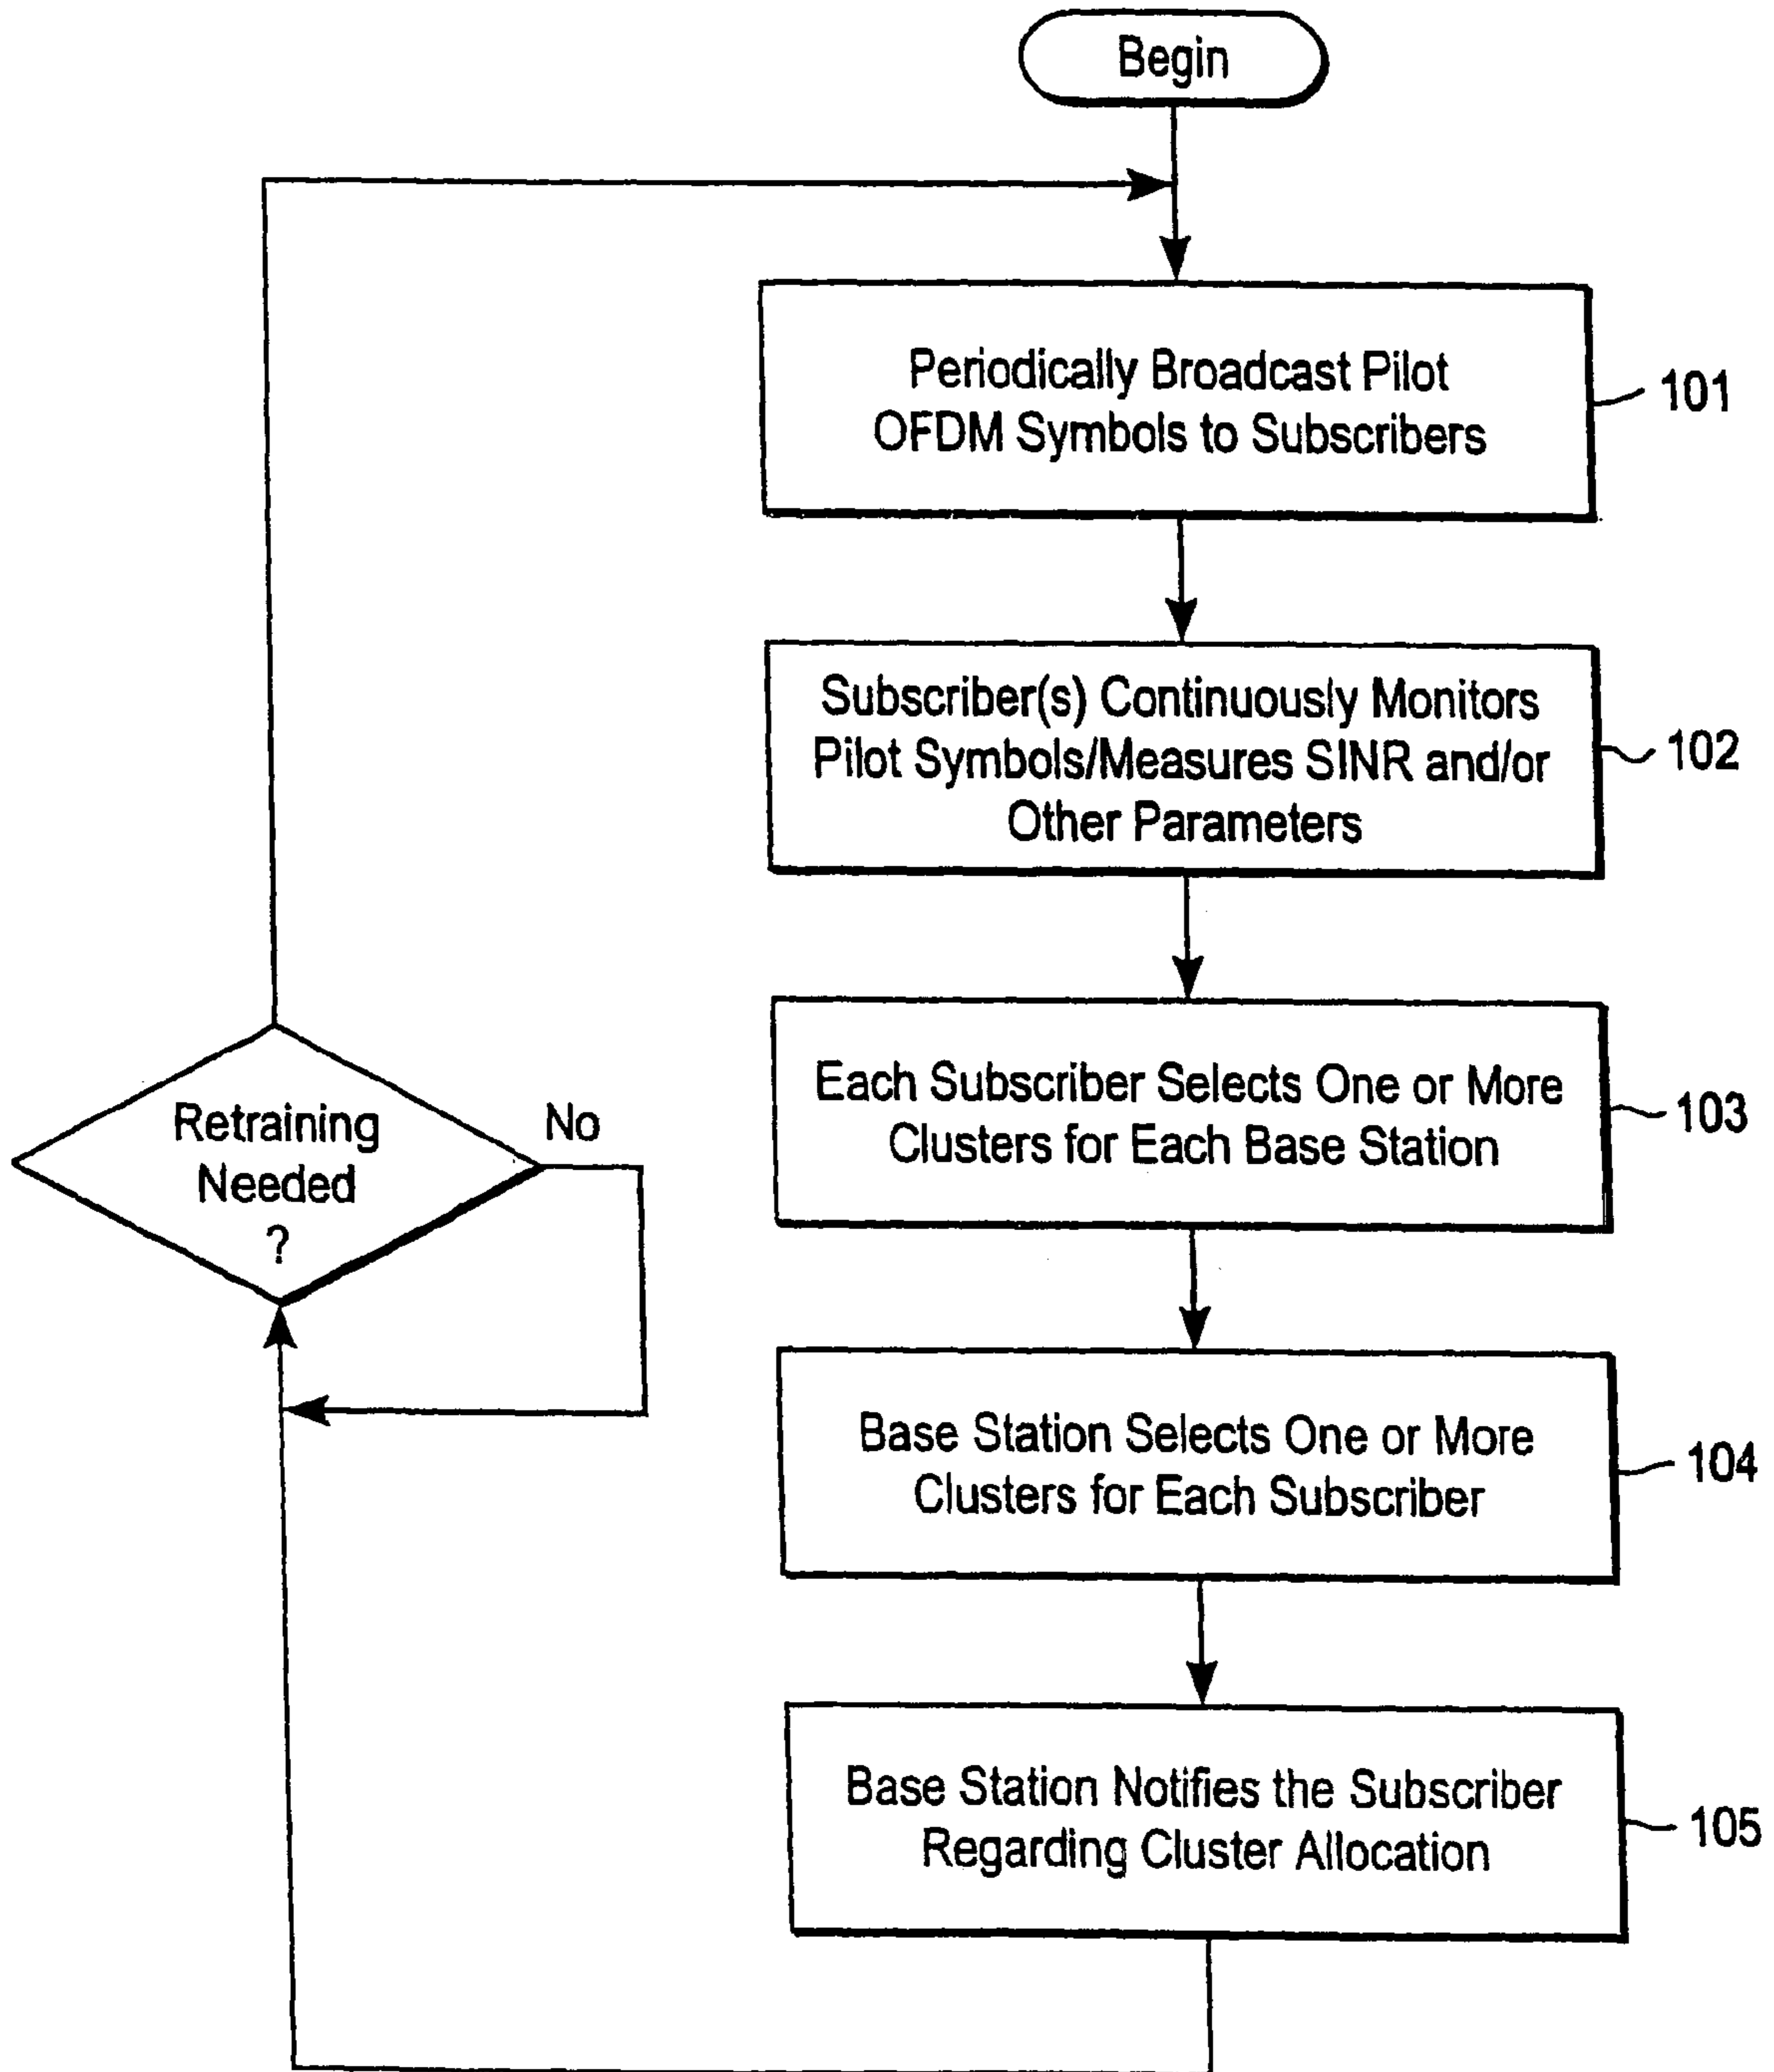 Begin
Periodically Broadcast Pilot
OFDM Symbols to Subscribers
101
Subscriber(s) Continuously Monitors
Pilot Symbols/Measures SINR and/or
Other Parameters
102
Each Subscriber Selects One or More
Clusters for Each Base Station
103
Retraining
Needed
?
No
Base Station Selects One or More
Clusters for Each Subscriber
104
Base Station Notifies the Subscriber
Regarding Cluster Allocation
105